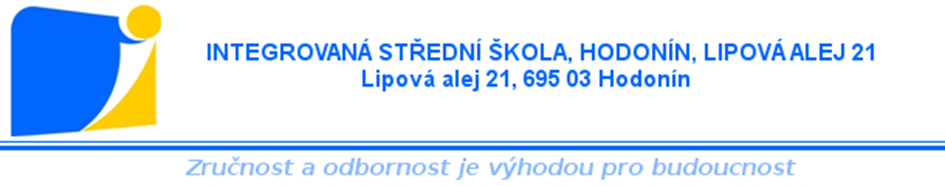 INTEGROVANÁ STŘEDNÍ ŠKOLA, HODONÍN, LIPOVÁ ALEJ 21
Lipová alej 21, 695 03 Hodonín
Zručnost a odbornost je výhodou pro budoucnost